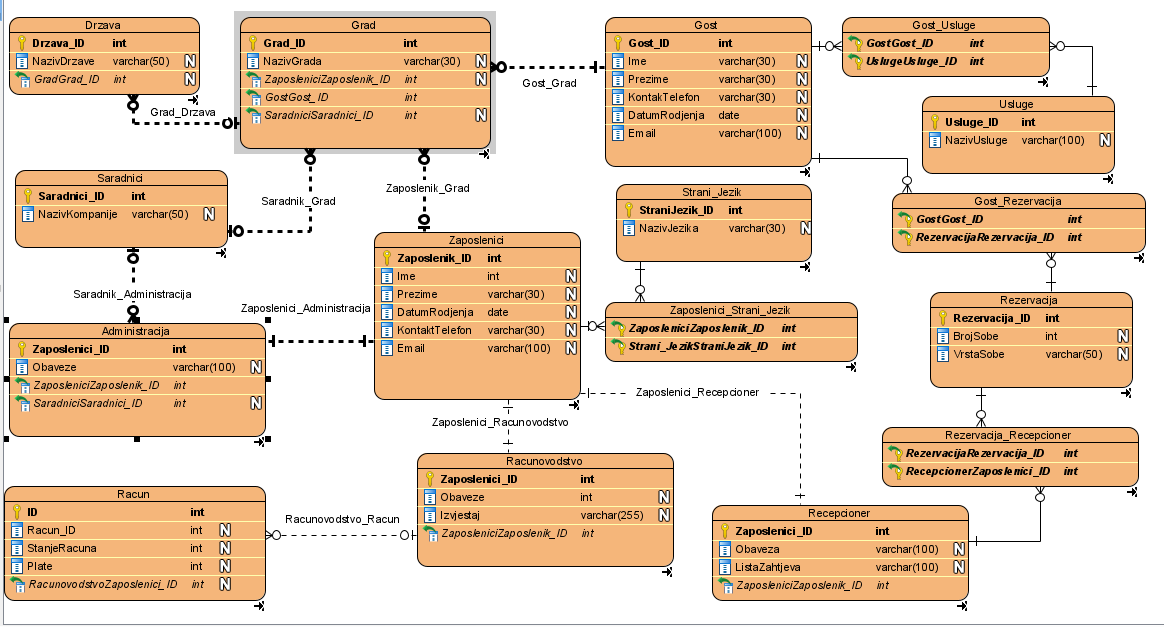 Drzava
Drzava_ID int
NazivDrzave varchar(50) N
GradGrad_ID int N
Grad
Grad_ID int
NazivGrada varchar(30) N
ZaposleniciZaposlenik_ID int N
GostGost_ID int
SaradniciSaradnici_ID int N
Gost
Gost_ID int
Ime varchar(30) N
Prezime varchar(30) N
KontakTelefon varchar(30) N
DatumRodjenja date N
Email varchar(100) N
Gost_Usluge
GostGost_ID int
UslugeUsluge_ID int
Usluge
Usluge_ID int
NazivUsluge varchar(100) N
Grad_Drzava
Gost_Grad
Saradnici
Saradnici_ID int
NazivKompanije varchar(50) N
Saradnik_Grad
Zaposlenik_Grad
Strani_Jezik
StraniJezik_ID int
NazivJezika varchar(30) N
Gost_Rezervacija
GostGost_ID int
RezervacijaRezervacija_ID int
Zaposlenici
Zaposlenik_ID int
Ime int N
Prezime varchar(30) N
DatumRodjenja date N
KontaktTelefon varchar(30) N
Email varchar(100) N
Saradnik_Administracija
Zaposlenici_Administracija
Administracija
Zaposlenici_ID int
Obaveze varchar(100) N
ZaposleniciZaposlenik_ID int
SaradniciSaradnici_ID int N
Zaposlenici_Strani_Jezik
ZaposleniciZaposlenik_ID int
Strani_JezikStraniJezik_ID int
Rezervacija
Rezervacija_ID int
BrojSobe int N
VrstaSobe varchar(50) N
Zaposlenici_Recepcioner
Zaposlenici_Racunovodstvo
Rezervacija_Recepcioner
RezervacijaRezervacija_ID int
RecepcionerZaposlenici_ID int
Racunovodstvo
Zaposlenici_ID int
Obaveze int N
Izvjestaj varchar(255) N
ZaposleniciZaposlenik_ID int
Racun
ID int
Racun_ID int N
StanjeRacuna int N
Plate int N
RacunovodstvoZaposlenici_ID int N
Racunovodstvo_Racun
Recepcioner
Zaposlenici_ID int
Obaveza varchar(100) N
ListaZahtjeva varchar(100) N
ZaposleniciZaposlenik_ID int